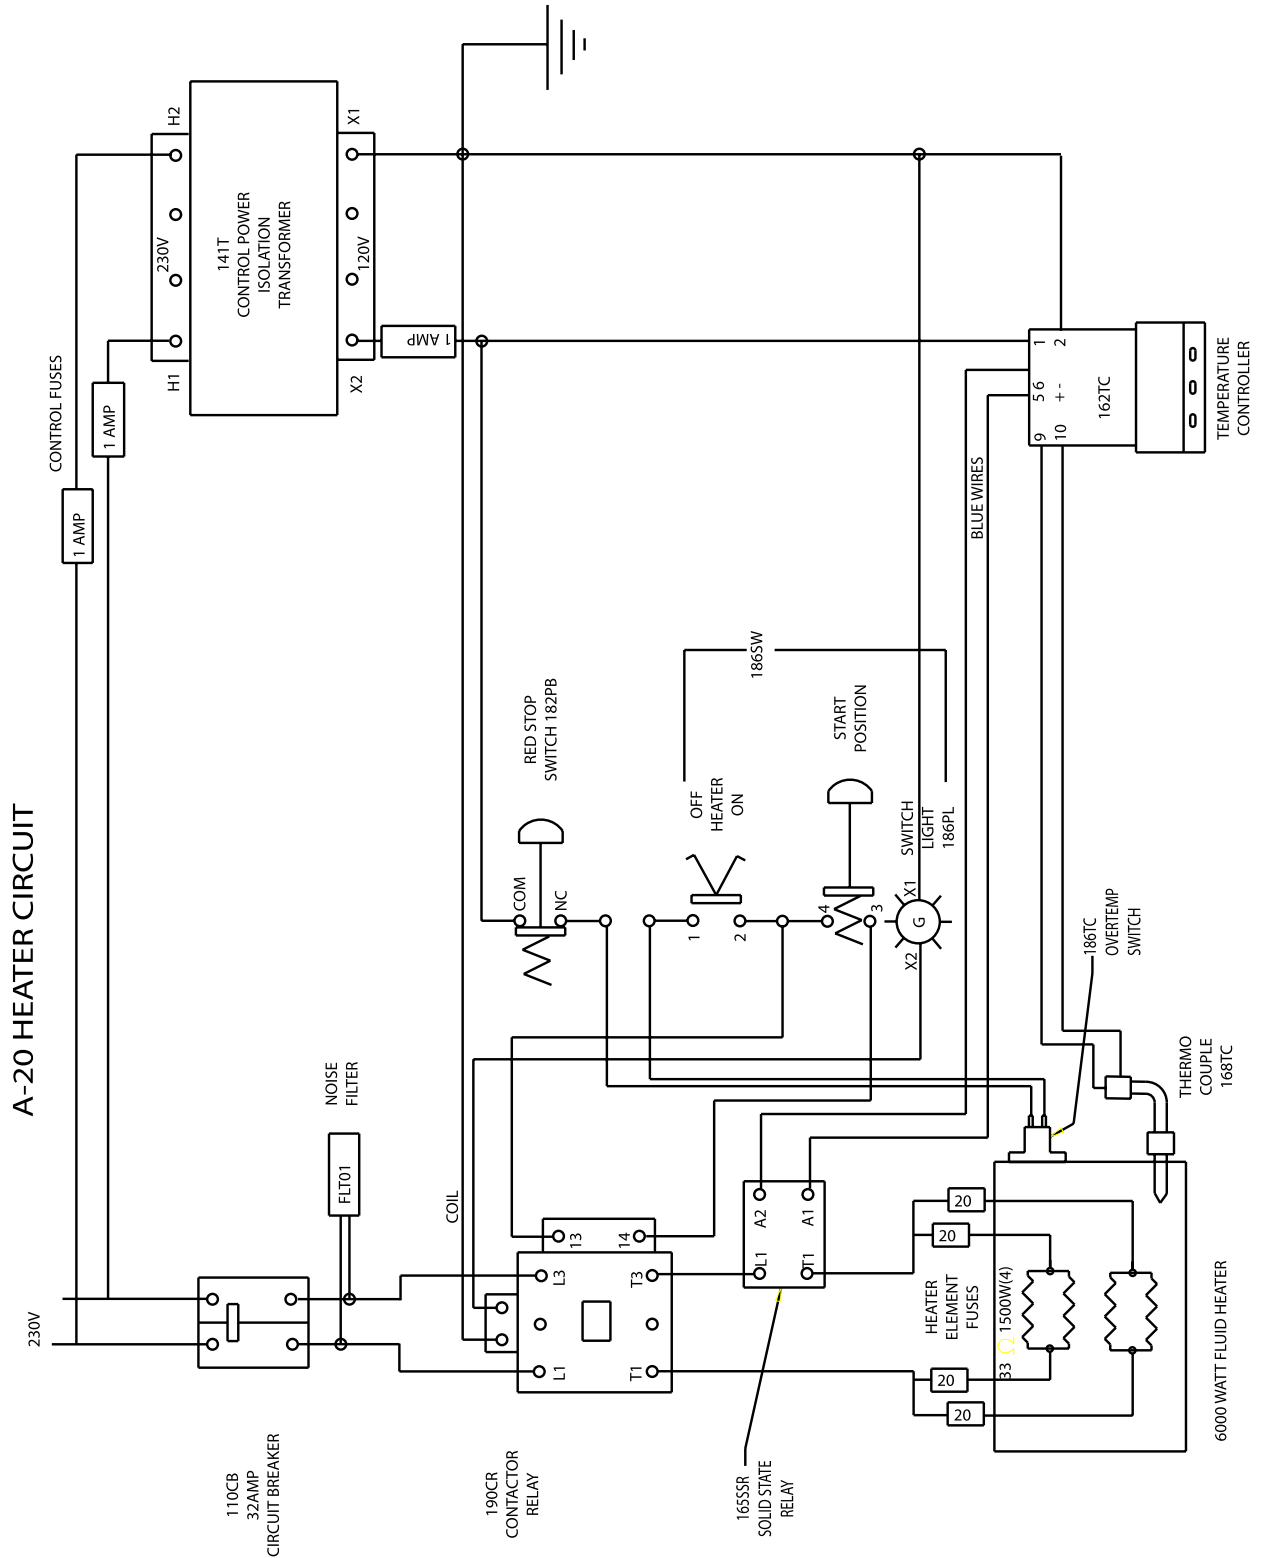 A-20 HEATER CIRCUIT
230V
110CB
32AMP
CIRCUIT BREAKER
NOISE
FILTER
FLT01
CONTROL FUSES
1 AMP
1 AMP
H1
H2
230V
141T
CONTROL POWER
ISOLATION
TRANSFORMER
120V
X2
X1
1 AMP
190CR
CONTACTOR
RELAY
COIL
L1
L3
T1
T3
13
14
RED STOP
SWITCH 182PB
COM
NC
OFF
HEATER
ON
1
2
186SW
START
POSITION
4
3
SWITCH
LIGHT
186PL
X2
G
X1
165SSR
SOLID STATE
RELAY
L1
T1
A2
A1
BLUE WIRES
186TC
OVERTEMP
SWITCH
9
10
5 6
+ -
1
2
162TC
TEMPERATURE
CONTROLLER
THERMO
COUPLE
168TC
HEATER
ELEMENT
FUSES
20
20
20
20
33 Ω 1500W(4)
6000 WATT FLUID HEATER